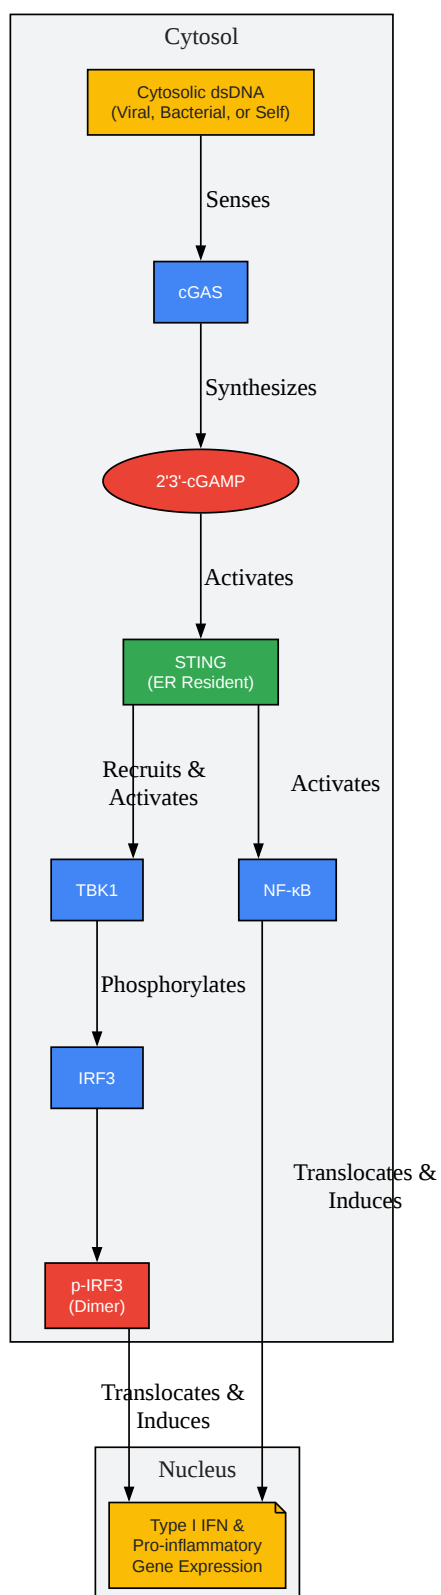 Cytosol
Cytosolic dsDNA
(Viral, Bacterial, or Self)
Senses
cGAS
Synthesizes
2'3'-cGAMP
Activates
STING
(ER Resident)
Recruits &
Activates
Activates
TBK1
NF-κB
Phosphorylates
IRF3
Translocates &
Induces
p-IRF3
(Dimer)
Translocates &
Induces
Nucleus
Type I IFN &
Pro-inflammatory
Gene Expression